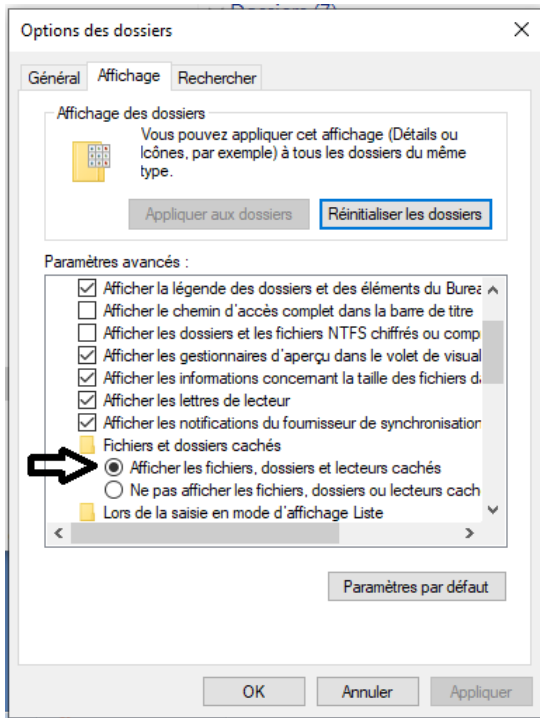 Dossiers (7)
Options des dossiers
Général Affichage Rechercher
Affichage des dossiers
Vous pouvez appliquer cet affichage (Détails ou
Icônes, par exemple) à tous les dossiers du même
type.
Appliquer aux dossiers Réinitialiser les dossiers
Paramètres avancés :
Afficher la légende des dossiers et des éléments du Burea
Afficher le chemin d'accès complet dans la barre de titre
Afficher les dossiers et les fichiers NTFS chiffrés ou comp
Afficher les gestionnaires d'aperçu dans le volet de visual
Afficher les informations concernant la taille des fichiers da
Afficher les lettres de lecteur
Afficher les notifications du fournisseur de synchronisation
Fichiers et dossiers cachés
Afficher les fichiers, dossiers et lecteurs cachés
Ne pas afficher les fichiers, dossiers ou lecteurs cach
Lors de la saisie en mode d'affichage Liste
Paramètres par défaut
OK Annuler Appliquer